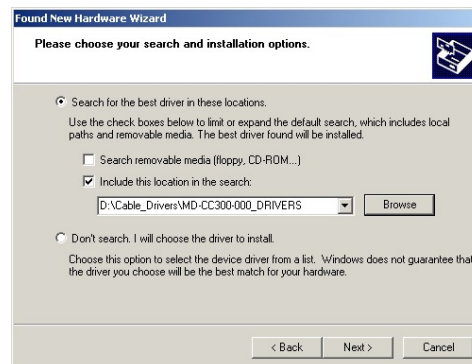 Found New Hardware Wizard
Please choose your search and installation options.
Search for the best driver in these locations.
Use the check boxes below to limit or expand the default search, which includes local
paths and removable media. The best driver found will be installed.
Search removable media (floppy, CD-ROM...)
Include this location in the search:
D:\Cable_Drivers\MD-CC300-000_DRIVERS
Browse
Don't search. I will choose the driver to install.
Choose this option to select the device driver from a list. Windows does not guarantee that
the driver you choose will be the best match for your hardware.
< Back
Next >
Cancel